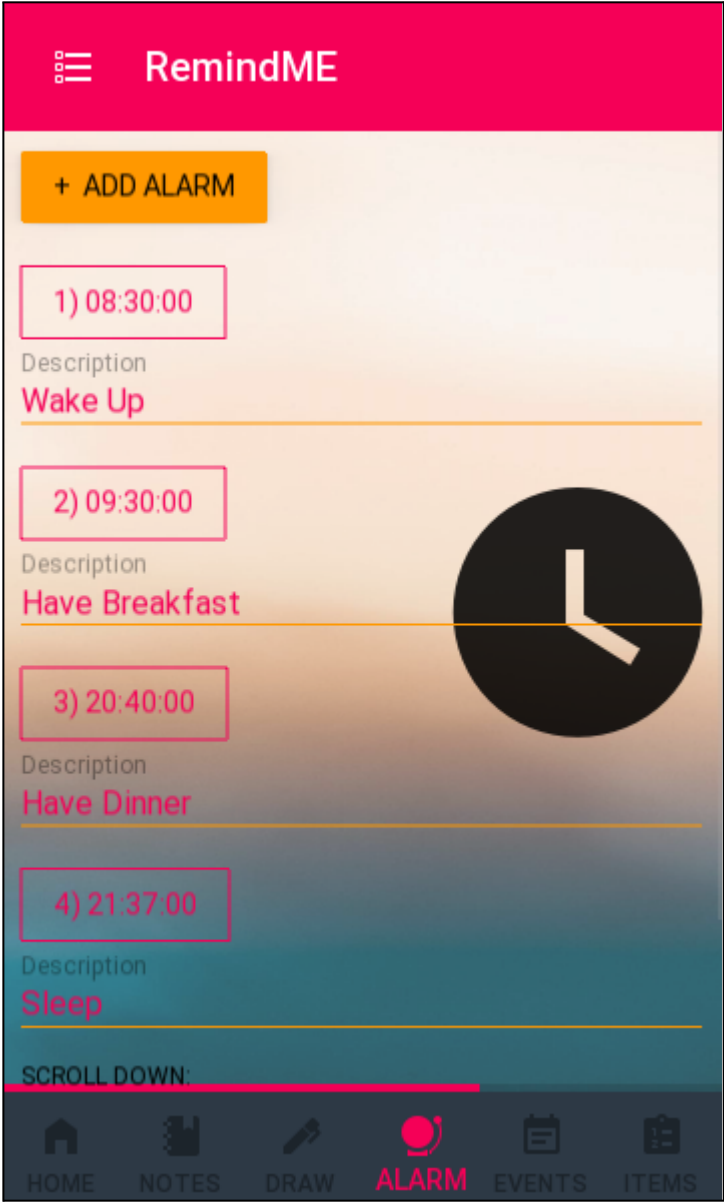 RemindME
+ ADD ALARM
1) 08:30:00
Description
Wake Up
2) 09:30:00
Description
Have Breakfast
3) 20:40:00
Description
Have Dinner
4) 21:37:00
Description
Sleep
SCROLL DOWN:
HOME NOTES DRAW ALARM EVENTS ITEMS